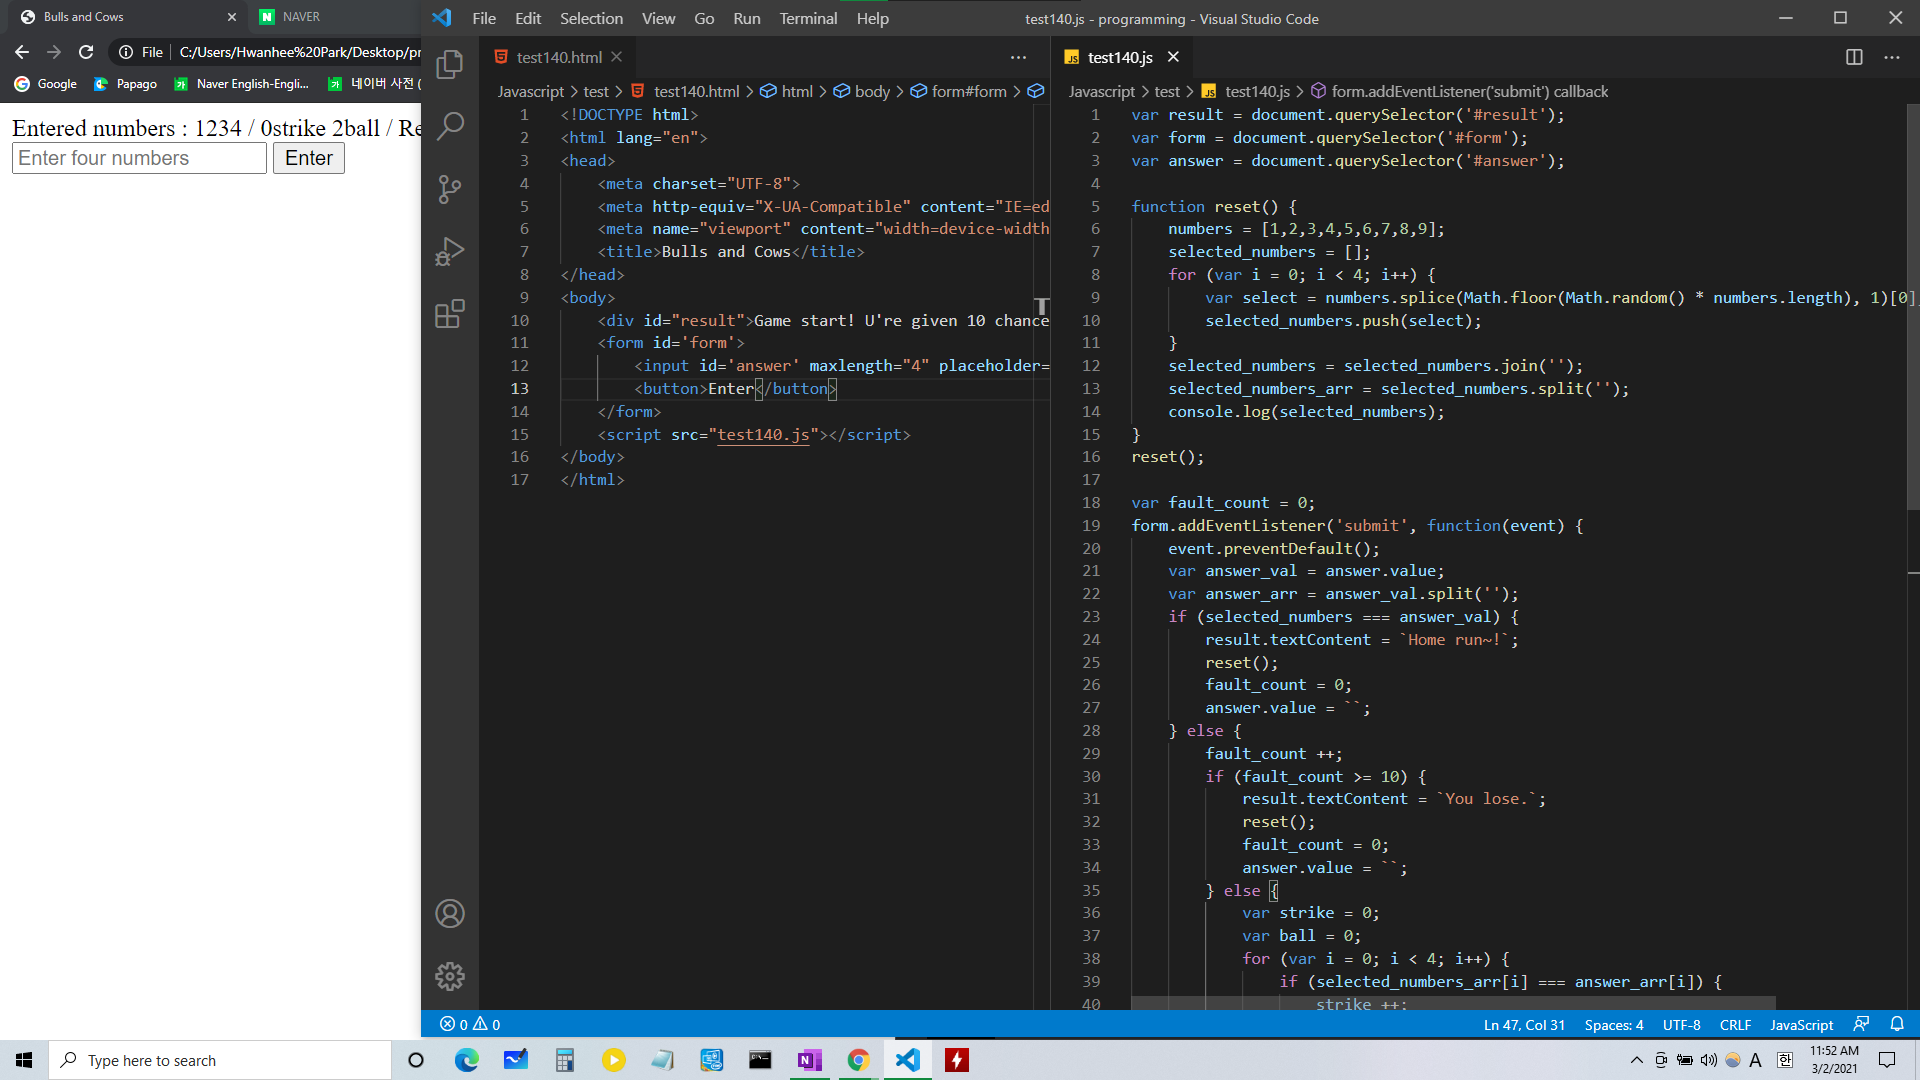 Bulls and Cows
NAVER
File C:/Users/Hwanhee%20Park/Desktop/pr
Google Papago Naver English-Engli... 네이버 사전 (
Entered numbers : 1234 / 0strike 2ball / Re
Enter four numbers Enter
File Edit Selection View Go Run Terminal Help
test140.js - programming - Visual Studio Code
test140.html
Javascript > test > test140.html > html > body > form#form >
1 <!DOCTYPE html>
2 <html lang="en">
3 <head>
4 <meta charset="UTF-8">
5 <meta http-equiv="X-UA-Compatible" content="IE=ed
6 <meta name="viewport" content="width=device-width
7 <title>Bulls and Cows</title>
8 </head>
9 <body>
10 <div id="result">Game start! U're given 10 chance
11 <form id='form'>
12 <input id='answer' maxlength="4" placeholder=
13 <button>Enter</button>
14 </form>
15 <script src="test140.js"></script>
16 </body>
17 </html>
test140.js
Javascript > test > test140.js > form.addEventListener('submit') callback
1 var result = document.querySelector('#result');
2 var form = document.querySelector('#form');
3 var answer = document.querySelector('#answer');
4
5 function reset() {
6 numbers = [1,2,3,4,5,6,7,8,9];
7 selected_numbers = [];
8 for (var i = 0; i < 4; i++) {
9 var select = numbers.splice(Math.floor(Math.random() * numbers.length), 1)[0]
10 selected_numbers.push(select);
11 }
12 selected_numbers = selected_numbers.join('');
13 selected_numbers_arr = selected_numbers.split('');
14 console.log(selected_numbers);
15 }
16 reset();
17
18 var fault_count = 0;
19 form.addEventListener('submit', function(event) {
20 event.preventDefault();
21 var answer_val = answer.value;
22 var answer_arr = answer_val.split('');
23 if (selected_numbers === answer_val) {
24 result.textContent = `Home run~!`;
25 reset();
26 fault_count = 0;
27 answer.value = ``;
28 } else {
29 fault_count ++;
30 if (fault_count >= 10) {
31 result.textContent = `You lose.`;
32 reset();
33 fault_count = 0;
34 answer.value = ``;
35 } else {
36 var strike = 0;
37 var ball = 0;
38 for (var i = 0; i < 4; i++) {
39 if (selected_numbers_arr[i] === answer_arr[i]) {
40 strike ++;
0 0
Ln 47, Col 31 Spaces: 4 UTF-8 CRLF JavaScript
Type here to search
A 한 11:52 AM
3/2/2021